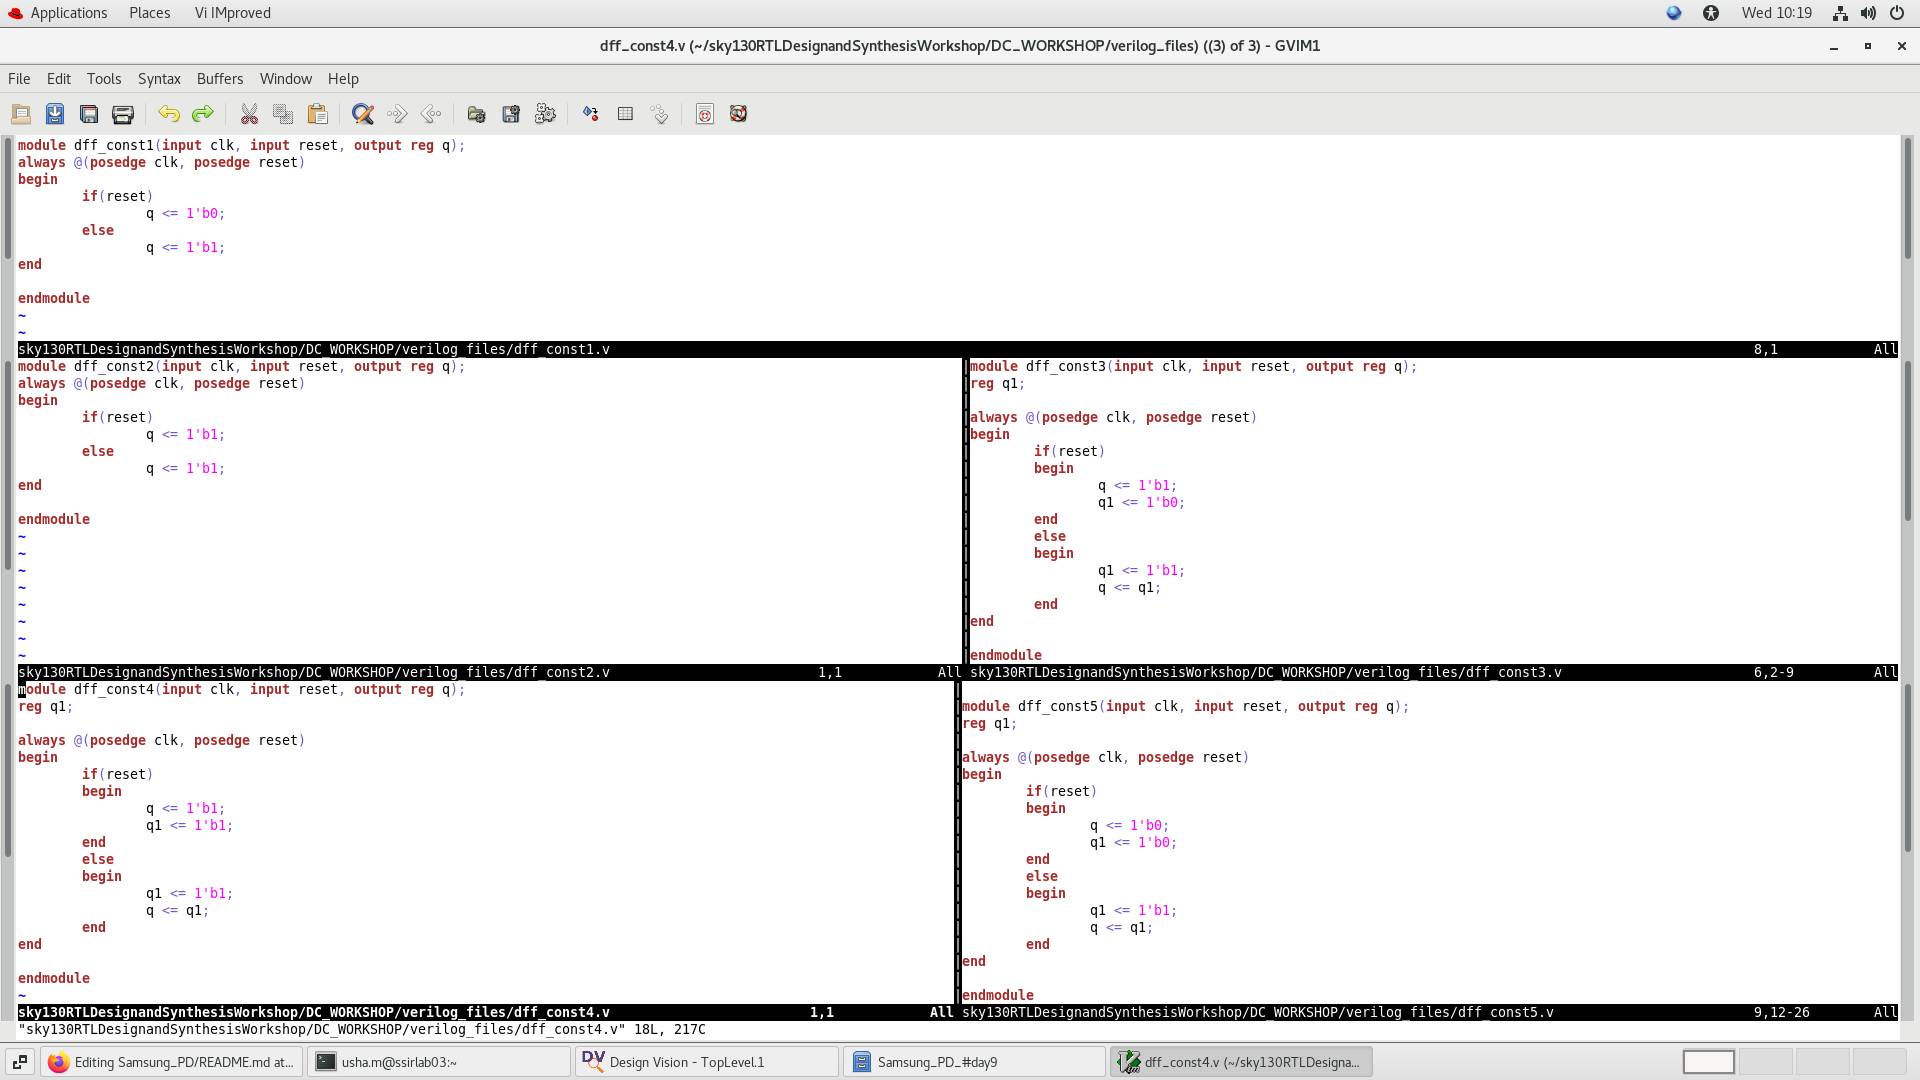 Applications Places Vi IMproved Wed 10:19
dff_const4.v (~/sky130RTLDesignandSynthesisWorkshop/DC_WORKSHOP/verilog_files) ((3) of 3) - GVIM1
File Edit Tools Syntax Buffers Window Help
module dff_const1(input clk, input reset, output reg q);
always @(posedge clk, posedge reset)
begin
if(reset)
q <= 1'b0;
else
q <= 1'b1;
end
endmodule
~
~
sky130RTLDesignandSynthesisWorkshop/DC_WORKSHOP/verilog_files/dff_const1.v 8,1 All
module dff_const2(input clk, input reset, output reg q);
always @(posedge clk, posedge reset)
begin
if(reset)
q <= 1'b1;
else
q <= 1'b1;
end
endmodule
~
~
~
~
~
~
~
~
sky130RTLDesignandSynthesisWorkshop/DC_WORKSHOP/verilog_files/dff_const2.v 1,1 All
module dff_const3(input clk, input reset, output reg q);
reg q1;
always @(posedge clk, posedge reset)
begin
if(reset)
begin
q <= 1'b1;
q1 <= 1'b0;
end
else
begin
q1 <= 1'b1;
q <= q1;
end
end
endmodule
sky130RTLDesignandSynthesisWorkshop/DC_WORKSHOP/verilog_files/dff_const3.v 6,2-9 All
module dff_const4(input clk, input reset, output reg q);
reg q1;
always @(posedge clk, posedge reset)
begin
if(reset)
begin
q <= 1'b1;
q1 <= 1'b1;
end
else
begin
q1 <= 1'b1;
q <= q1;
end
end
endmodule
~
sky130RTLDesignandSynthesisWorkshop/DC_WORKSHOP/verilog_files/dff_const4.v 1,1 All
module dff_const5(input clk, input reset, output reg q);
reg q1;
always @(posedge clk, posedge reset)
begin
if(reset)
begin
q <= 1'b0;
q1 <= 1'b0;
end
else
begin
q1 <= 1'b1;
q <= q1;
end
end
endmodule
sky130RTLDesignandSynthesisWorkshop/DC_WORKSHOP/verilog_files/dff_const5.v 9,12-26 All
"sky130RTLDesignandSynthesisWorkshop/DC_WORKSHOP/verilog_files/dff_const4.v" 18L, 217C
Editing Samsung_PD/README.md at... usha.m@ssirlab03:~ DV Design Vision - TopLevel.1 Samsung_PD_#day9 dff_const4.v (~/sky130RTLDesigna...